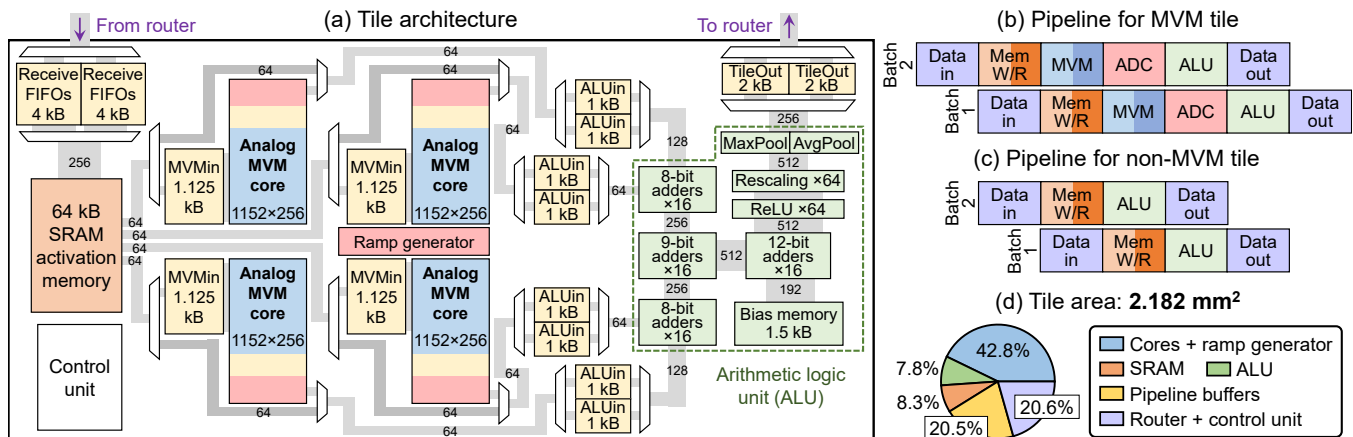 (a) Tile architecture
From router
To router
Receive
FIFOs
4 kB
Receive
FIFOs
4 kB
256
64 kB
SRAM
activation
memory
Control
unit
64
64
64
64
MVMin
1.125
kB
Analog
MVM
core
1152×256
64
MVMin
1.125
kB
Analog
MVM
core
1152×256
64
Ramp generator
MVMin
1.125
kB
Analog
MVM
core
1152×256
64
MVMin
1.125
kB
Analog
MVM
core
1152×256
64
64
64
64
64
ALUin
1 kB
ALUin
1 kB
128
ALUin
1 kB
ALUin
1 kB
64
ALUin
1 kB
ALUin
1 kB
64
ALUin
1 kB
ALUin
1 kB
128
TileOut
2 kB
TileOut
2 kB
256
MaxPool
AvgPool
512
Rescaling ×64
ReLU ×64
512
8-bit
adders
×16
256
9-bit
adders
×16
512
12-bit
adders
×16
256
192
8-bit
adders
×16
Bias memory
1.5 kB
Arithmetic logic
unit (ALU)
(b) Pipeline for MVM tile
Batch
2
Data
in
Mem
W/R
MVM
ADC
ALU
Data
out
Batch
1
Data
in
Mem
W/R
MVM
ADC
ALU
Data
out
(c) Pipeline for non-MVM tile
Batch
2
Data
in
Mem
W/R
ALU
Data
out
Batch
1
Data
in
Mem
W/R
ALU
Data
out
(d) Tile area: 2.182 mm²
42.8%
7.8%
8.3%
20.5%
20.6%
Cores + ramp generator
SRAM
ALU
Pipeline buffers
Router + control unit